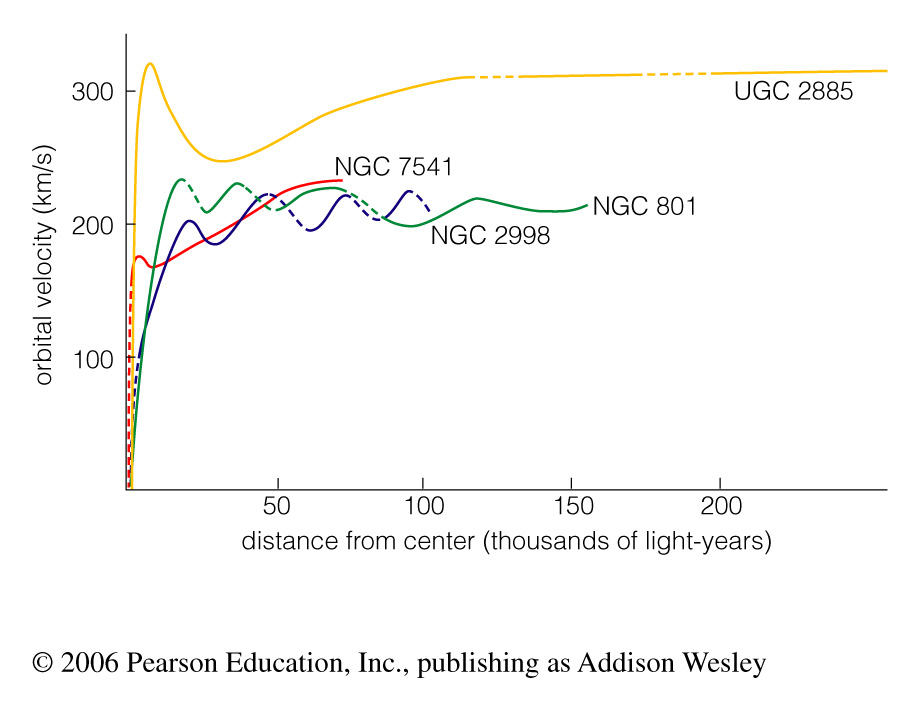 300
UGC 2885
NGC 7541
NGC 801
200
NGC 2998
orbital velocity (km/s)
100
50 100 150 200
distance from center (thousands of light-years)
© 2006 Pearson Education, Inc., publishing as Addison Wesley